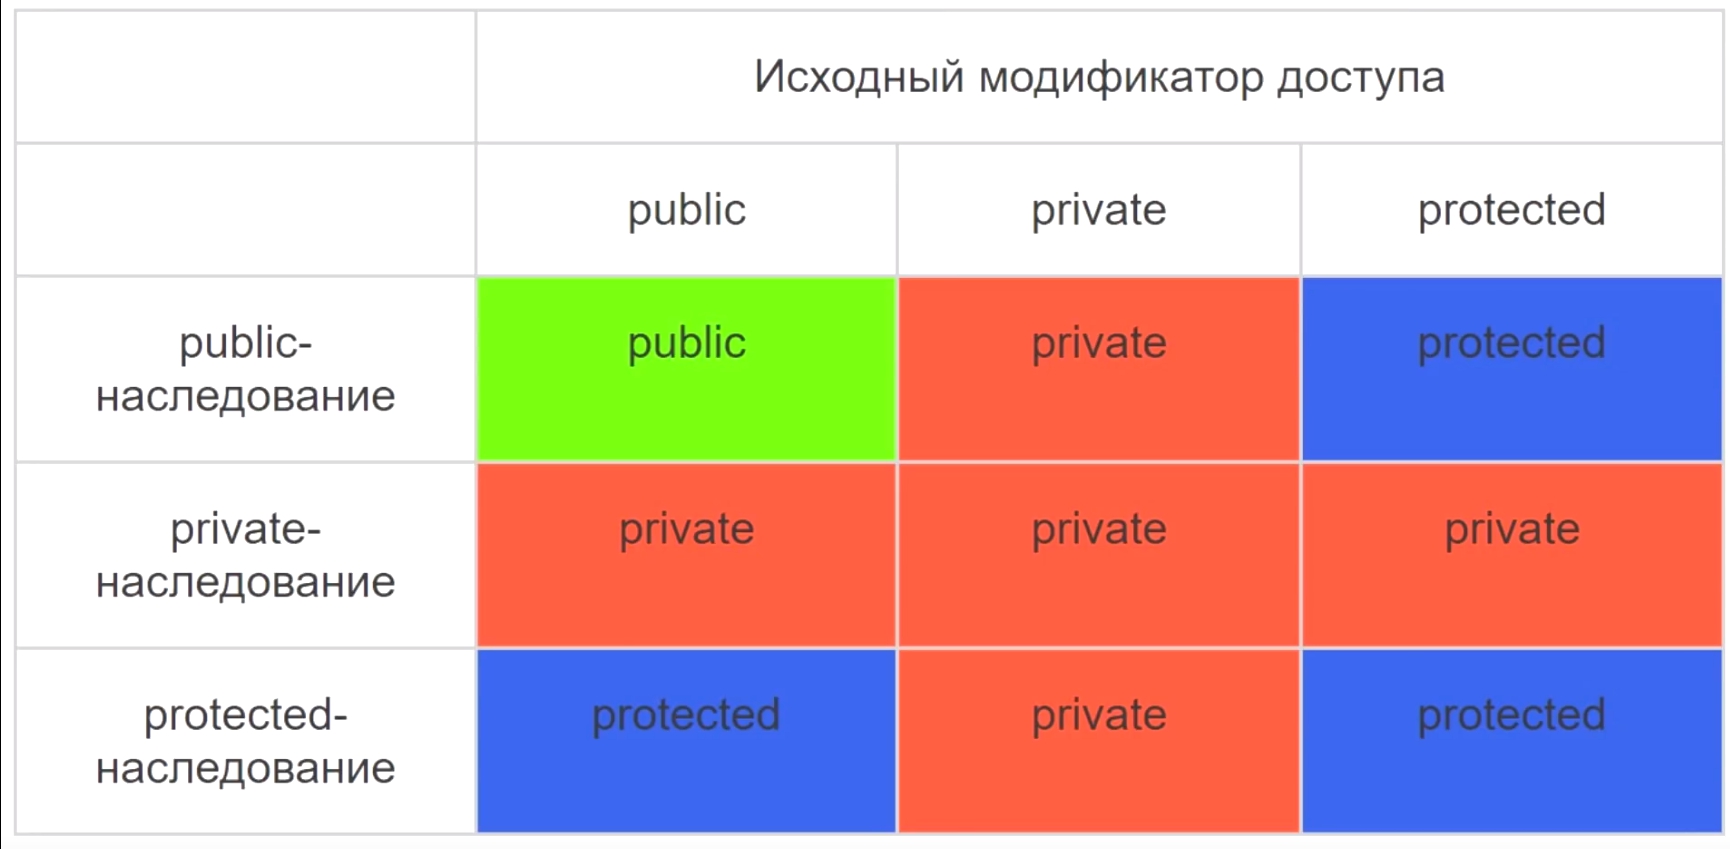 Исходный модификатор доступа
public private protected
public-
наследование
public private protected
private-
наследование
private private private
protected-
наследование
protected private protected